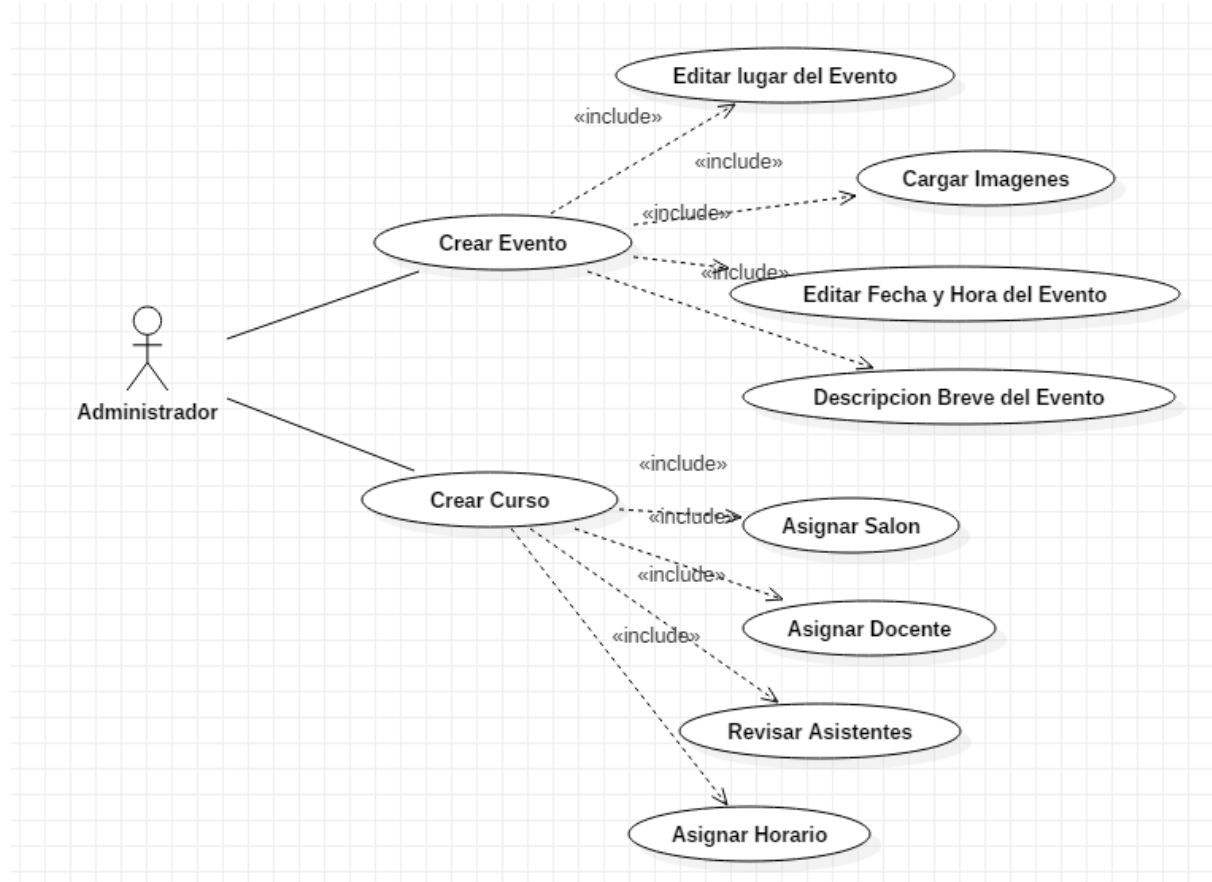 Editar lugar del Evento
«include»
«include»
Cargar Imagenes
«include»
Crear Evento
«include»
Editar Fecha y Hora del Evento
Descripcion Breve del Evento
Administrador
«include»
Crear Curso
«include»
Asignar Salon
«include»
Asignar Docente
«include»
Revisar Asistentes
Asignar Horario